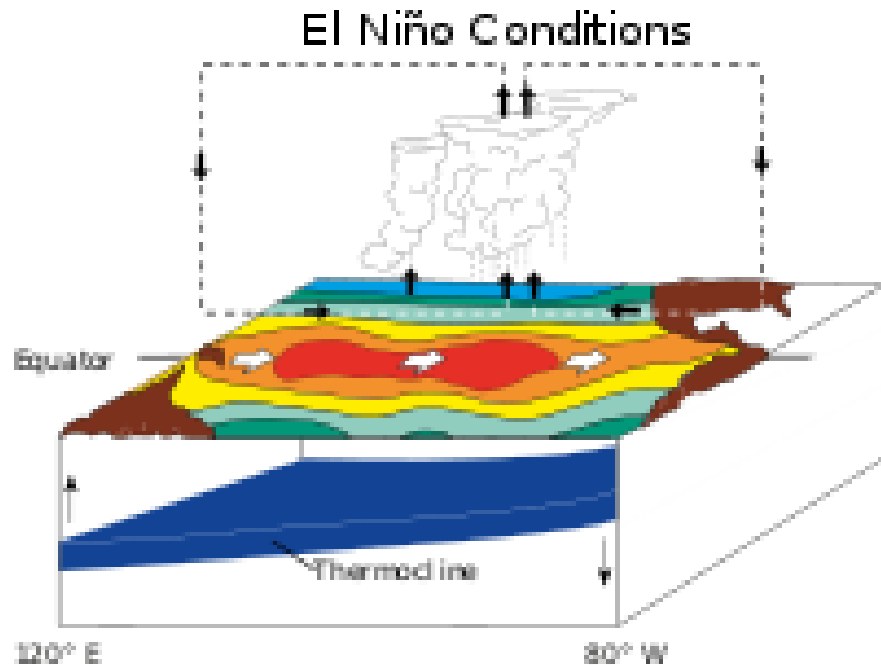 El Niño Conditions
Equator
Thermocline
120° E
80° W